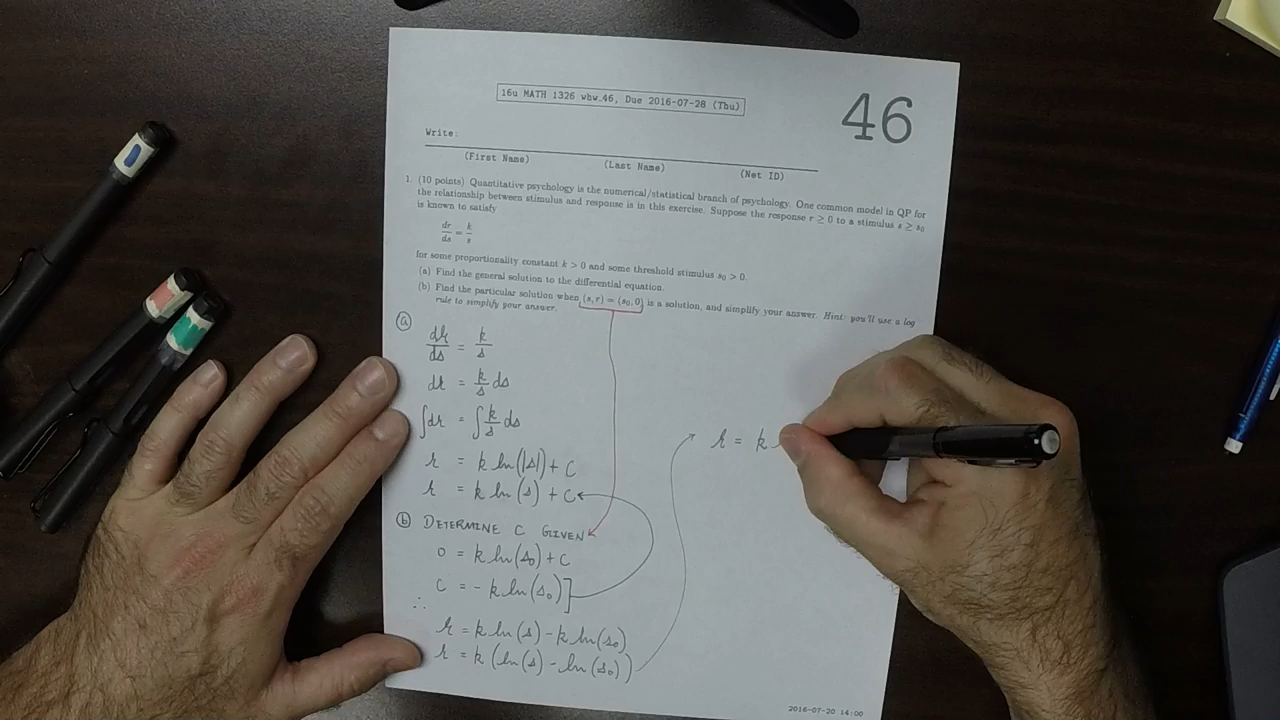 16u MATH 1326 whw_46, Due 2016-07-28 (Thu)
46
Write:
(First Name) (Last Name) (Net ID)
1. (10 points) Quantitative psychology is the numerical/statistical branch of psychology. One common model in QP for
the relationship between stimulus and response is in this exercise. Suppose the response r ≥ 0 to a stimulus s ≥ s₀
is known to satisfy
dr/ds = k/s
for some proportionality constant k > 0 and some threshold stimulus s₀ > 0.
(a) Find the general solution to the differential equation.
(b) Find the particular solution when (s, r) = (s₀, 0) is a solution, and simplify your answer. Hint: you'll use a log
rule to simplify your answer.
ⓐ
dr/ds = k/s
dr = k/s ds
∫dr = ∫k/s ds
r = k ln(|s|) + C
r = k ln(s) + C
ⓑ DETERMINE C GIVEN
0 = k ln(s₀) + C
C = - k ln(s₀)
∴
r = k ln(s) - k ln(s₀)
r = k (ln(s) - ln(s₀))
r = k
2016-07-20 14:00